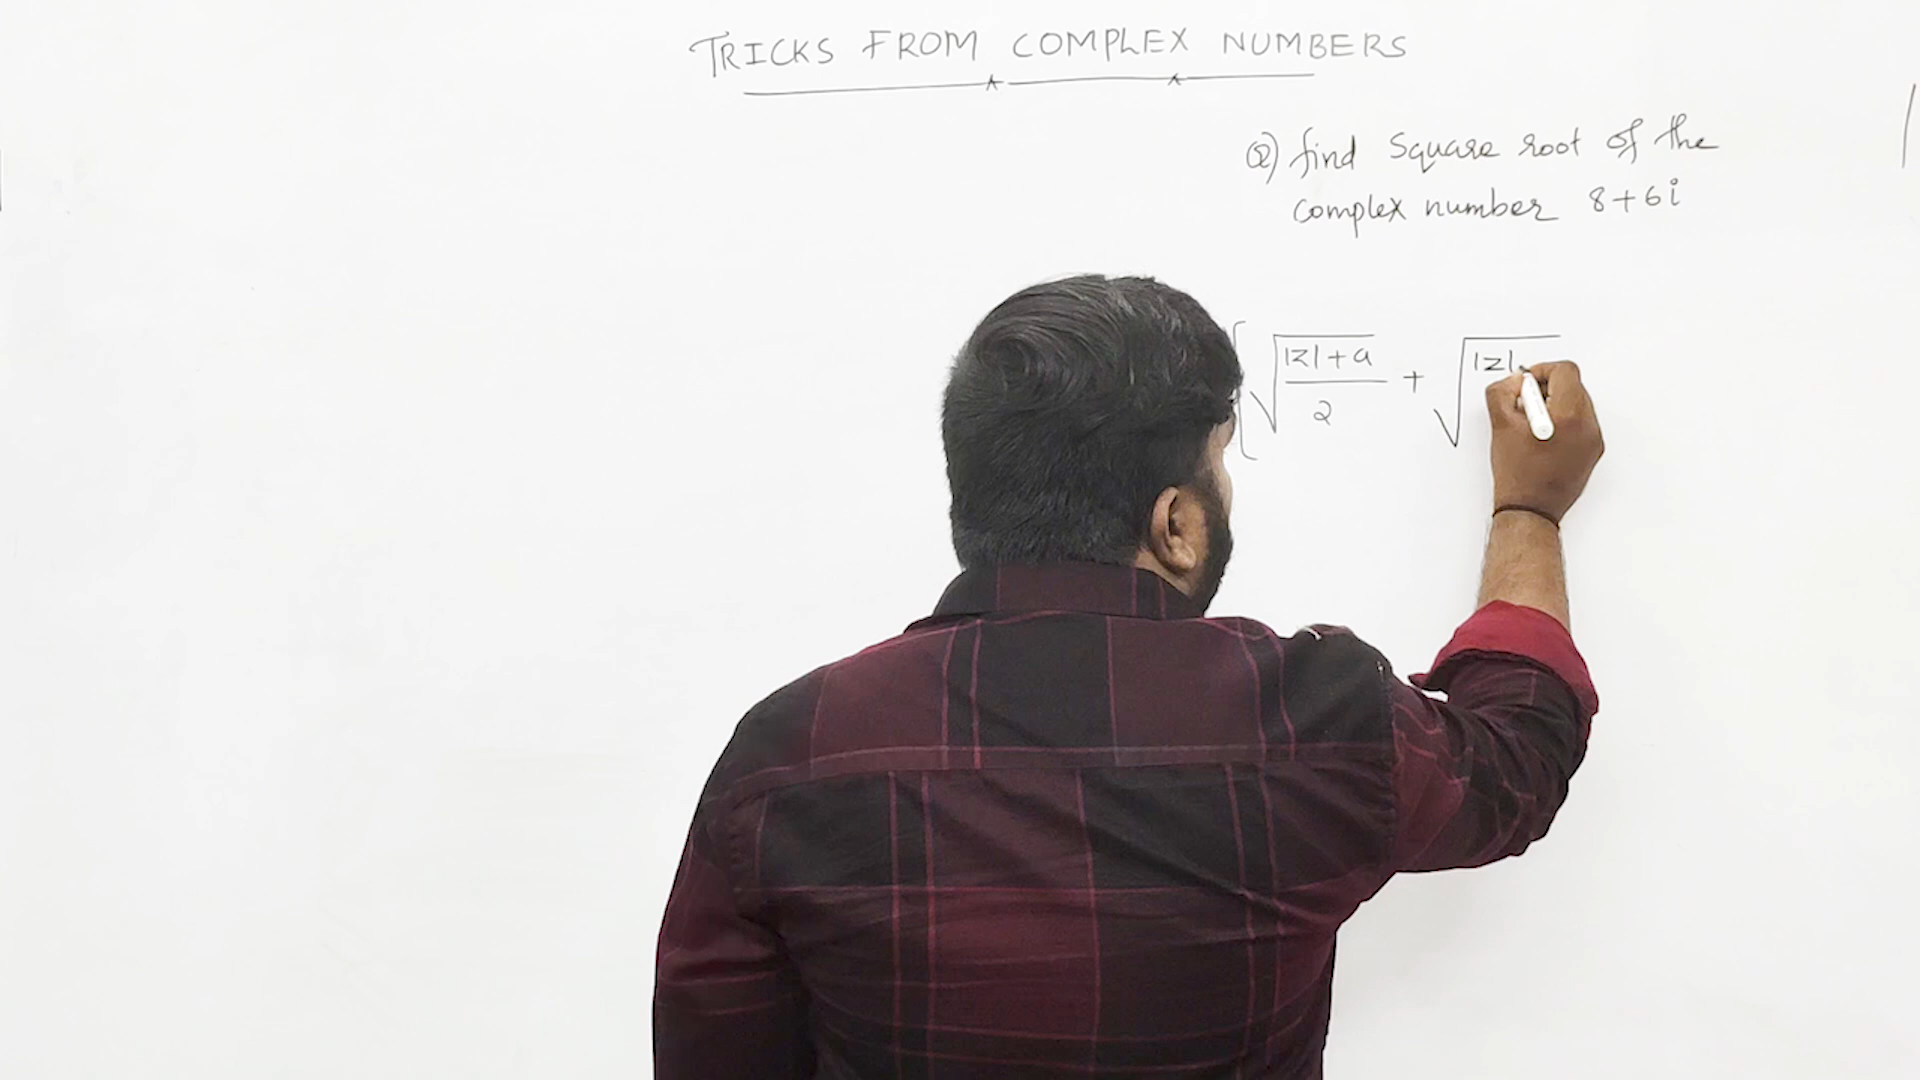 TRICKS FROM COMPLEX NUMBERS
Q) find Square root of the
complex number 8+6i
[√(|z|+a)/2 + √|z|